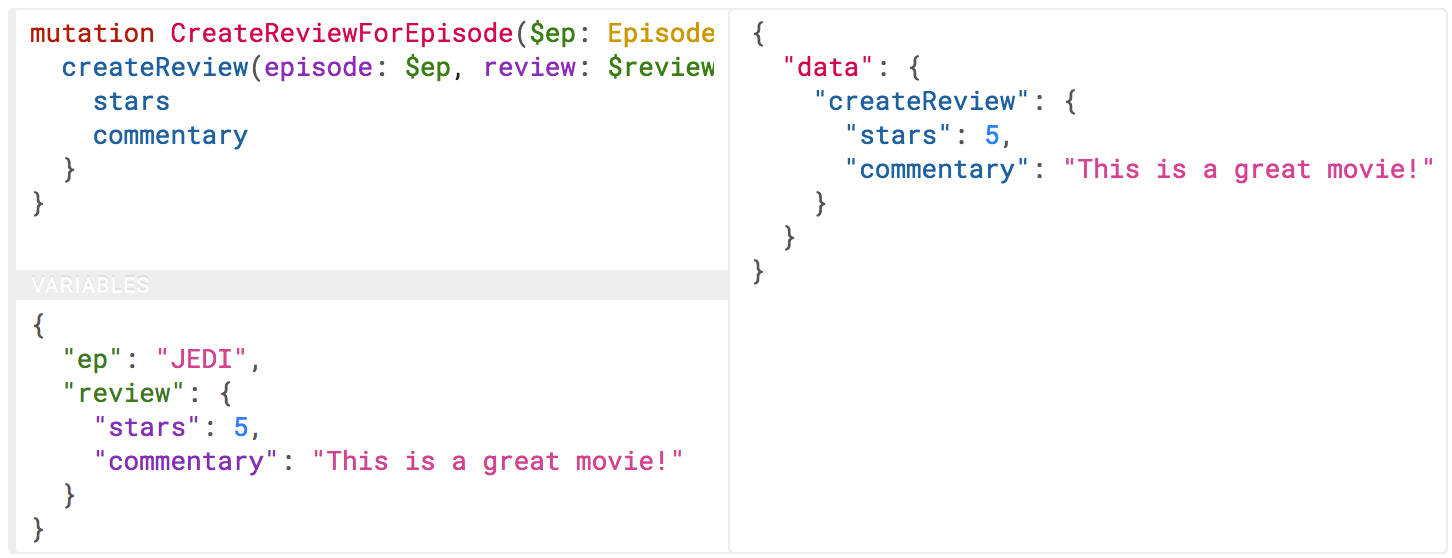 mutation CreateReviewForEpisode($ep: Episode
  createReview(episode: $ep, review: $review
    stars
    commentary
  }
}
VARIABLES
{
  "ep": "JEDI",
  "review": {
    "stars": 5,
    "commentary": "This is a great movie!"
  }
}
{
  "data": {
    "createReview": {
      "stars": 5,
      "commentary": "This is a great movie!"
    }
  }
}